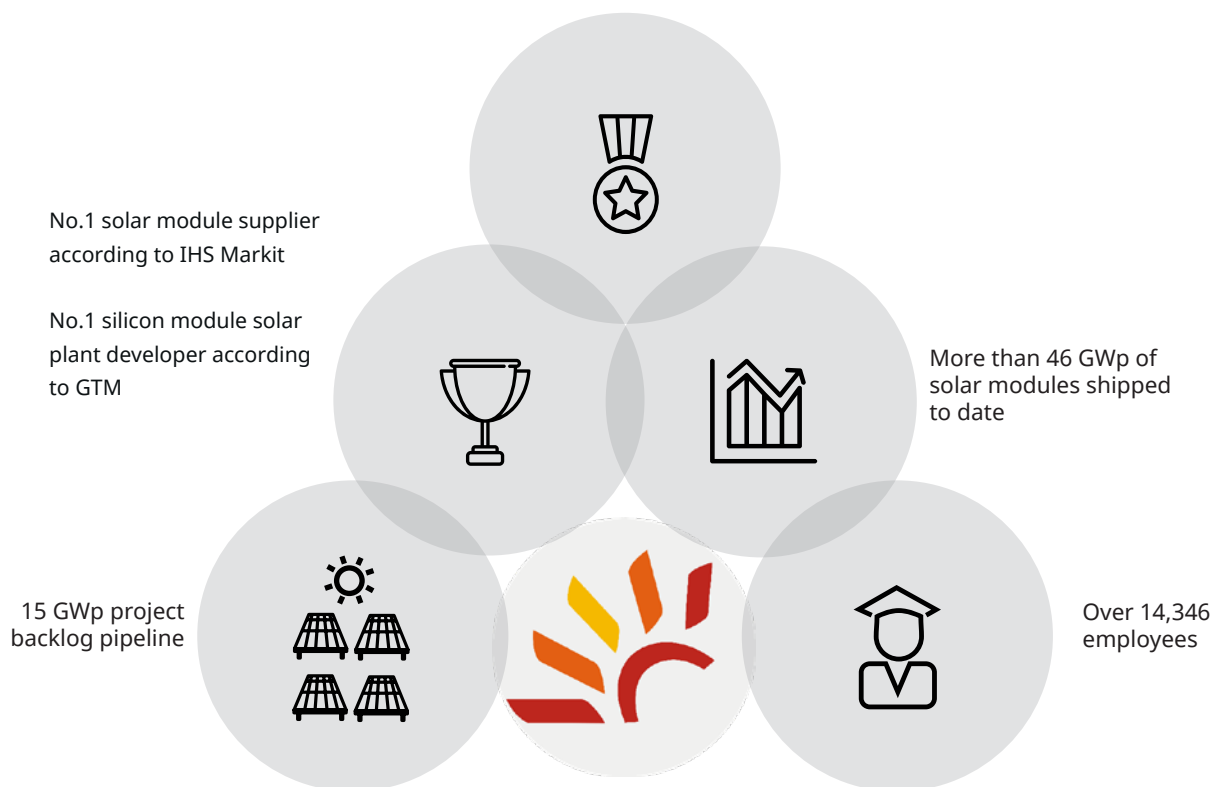 No.1 solar module supplier
according to IHS Markit
No.1 silicon module solar
plant developer according
to GTM
More than 46 GWp of
solar modules shipped
to date
15 GWp project
backlog pipeline
Over 14,346
employees